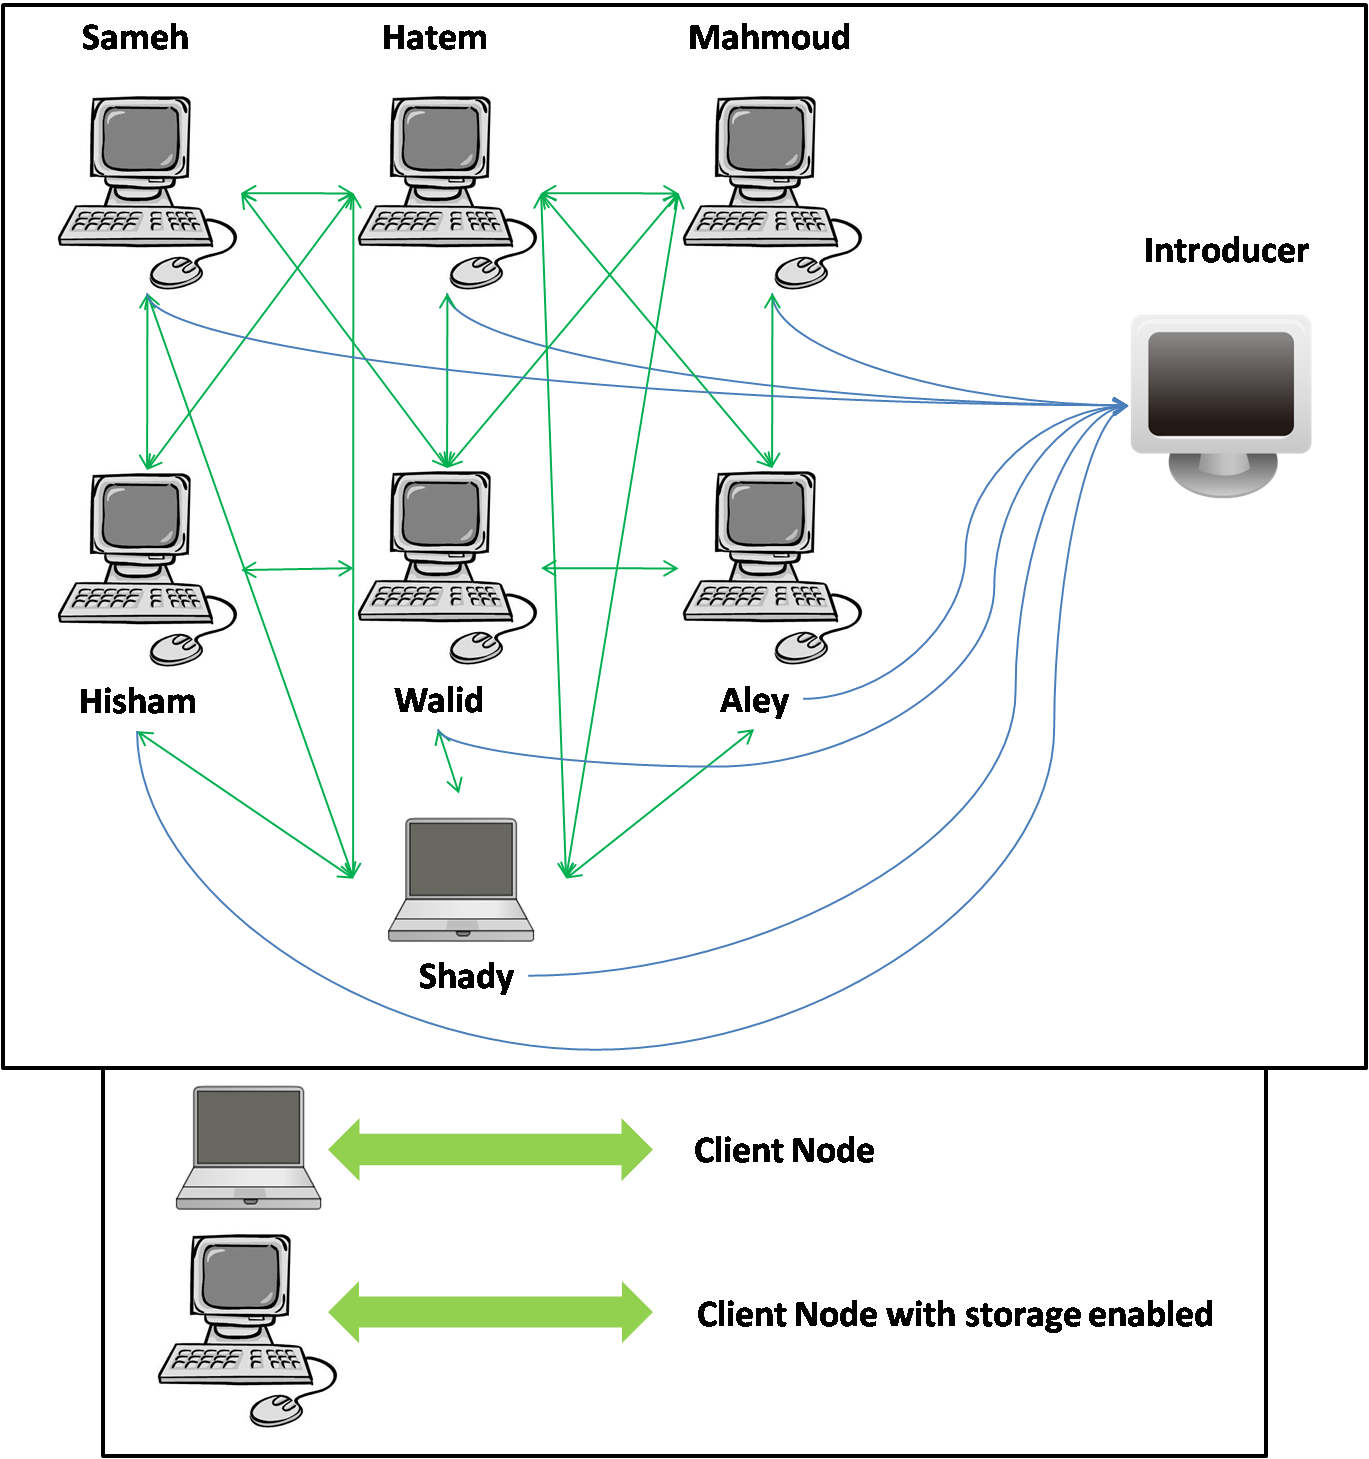 Sameh
Hatem
Mahmoud
Introducer
Hisham
Walid
Aley
Shady
Client Node
Client Node with storage enabled